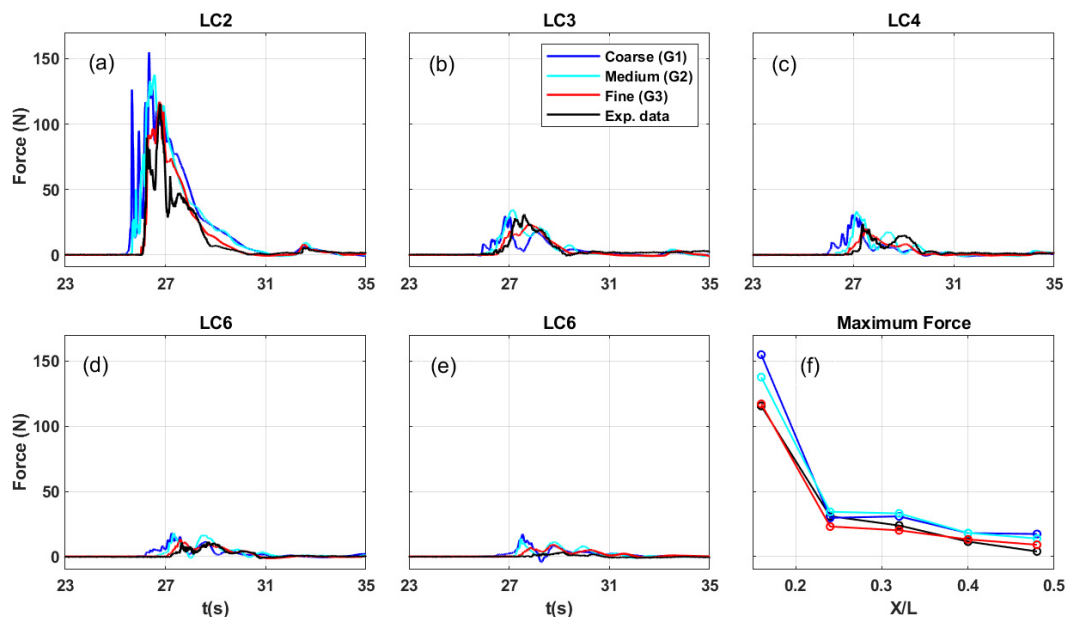 LC2
LC3
LC4
(a)
(b)
(c)
Coarse (G1)
Medium (G2)
Fine (G3)
Exp. data
Force (N)
150
100
50
0
23 27 31 35
23 27 31 35
23 27 31 35
LC6
LC6
Maximum Force
(d)
(e)
(f)
Force (N)
150
100
50
0
23 27 31 35
23 27 31 35
0.2 0.3 0.4 0.5
t(s)
t(s)
X/L